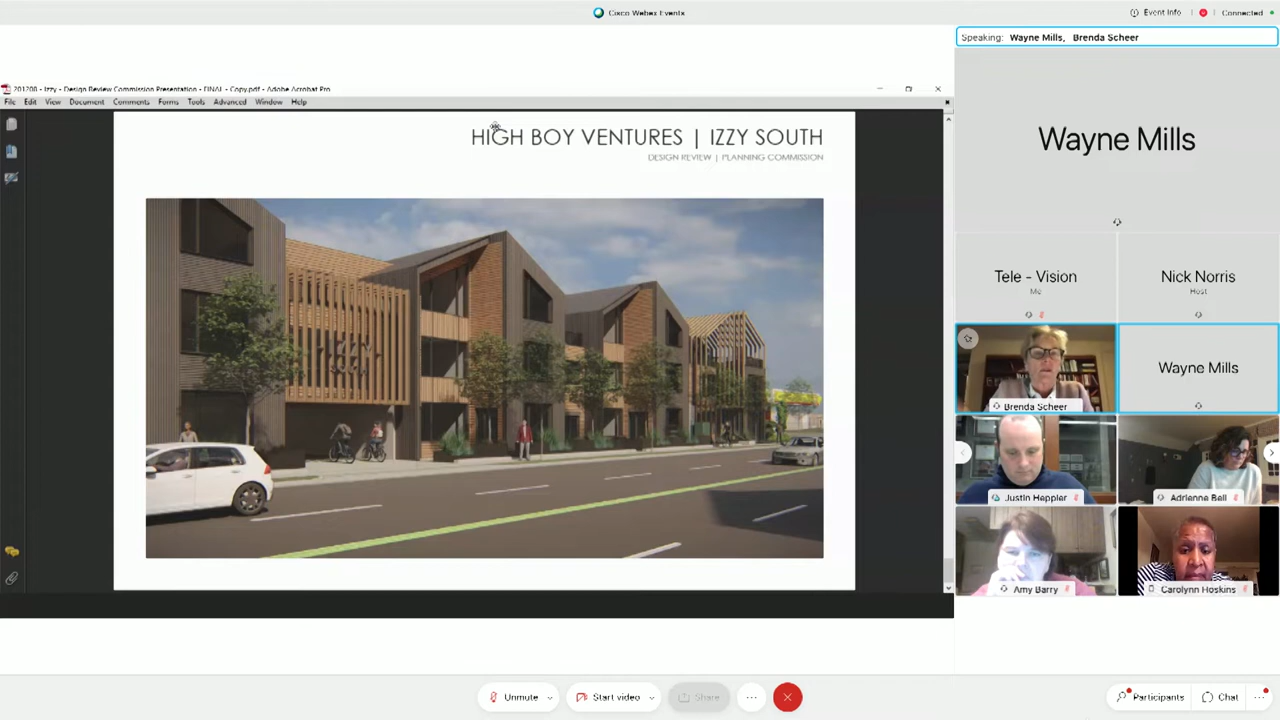 Cisco Webex Events
Event Info
Connected
Speaking: Wayne Mills, Brenda Scheer
201208 - Izzy - Design Review Commission Presentation - FINAL - Copy.pdf - Adobe Acrobat Pro
File Edit View Document Comments Forms Tools Advanced Window Help
HIGH BOY VENTURES | IZZY SOUTH
DESIGN REVIEW | PLANNING COMMISSION
Wayne Mills
Tele - Vision
Me
Nick Norris
Host
Brenda Scheer
Wayne Mills
Justin Heppler
Adrienne Bell
Amy Barry
Carolynn Hoskins
Unmute
Start video
Share
Participants
Chat